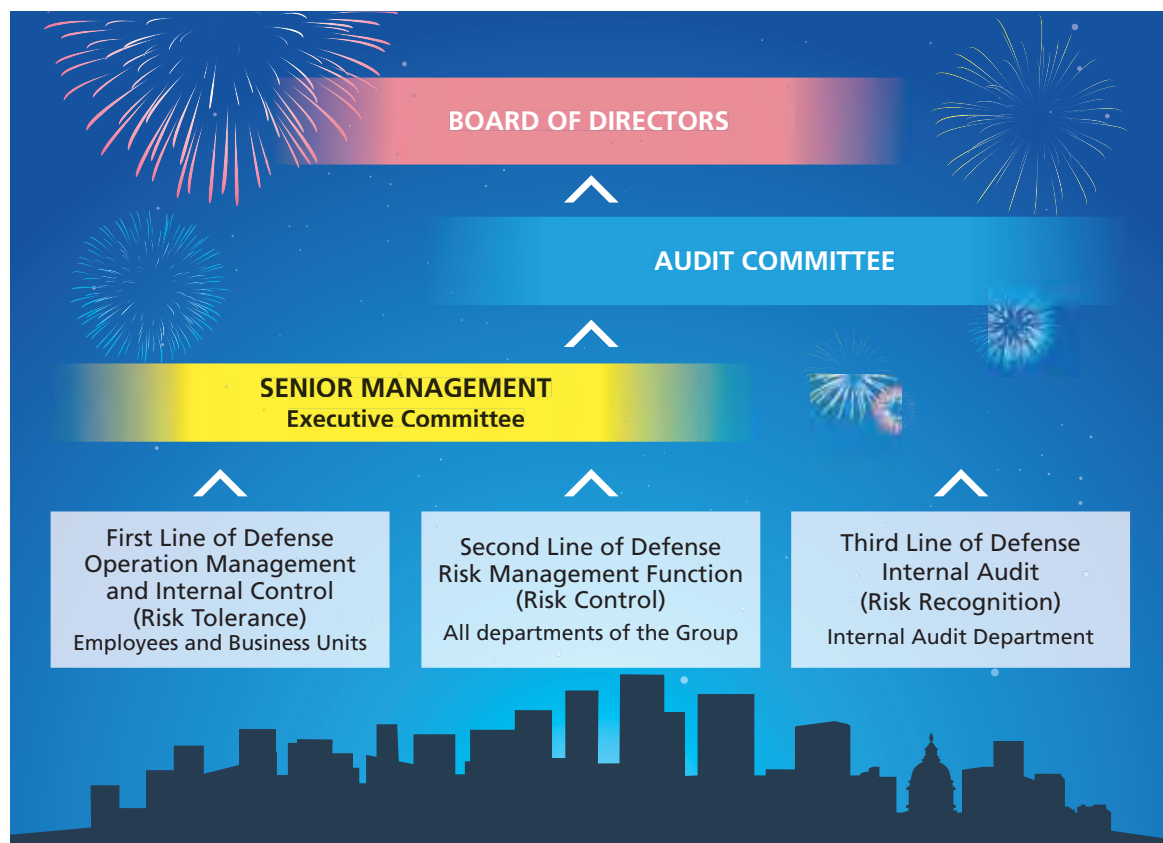 BOARD OF DIRECTORS
AUDIT COMMITTEE
SENIOR MANAGEMENT
Executive Committee
First Line of Defense
Operation Management
and Internal Control
(Risk Tolerance)
Employees and Business Units
Second Line of Defense
Risk Management Function
(Risk Control)
All departments of the Group
Third Line of Defense
Internal Audit
(Risk Recognition)
Internal Audit Department